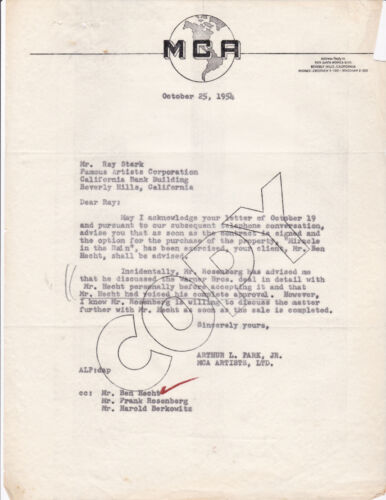 MCA
Address Reply to
BEVERLY HILLS, CALIFORNIA
October 25, 1954
Mr. Ray Stark
Famous Artists Corporation
California Bank Building
Beverly Hills, California
Dear Ray:
May I acknowledge your letter of October 19
and pursuant to our subsequent telephone conversation,
advise you that as soon as the contract is signed and
the option for the purchase of the property, "Miracle
in the Rain", has been exercised, your client, Mr. Ben
Hecht, shall be advised.
Incidentally, Mr. Rosenberg has advised me
that he discussed the Warner Bros. deal in detail with
Mr. Hecht personally before accepting it and that
Mr. Hecht had voiced his complete approval. However,
I know Mr. Rosenberg is willing to discuss the matter
further with Mr. Hecht as soon as the sale is completed.
Sincerely yours,
ARTHUR L. PARK, JR.
MCA ARTISTS, LTD.
ALP:dap
cc: Mr. Ben Hecht
Mr. Frank Rosenberg
Mr. Harold Berkowitz
COPY